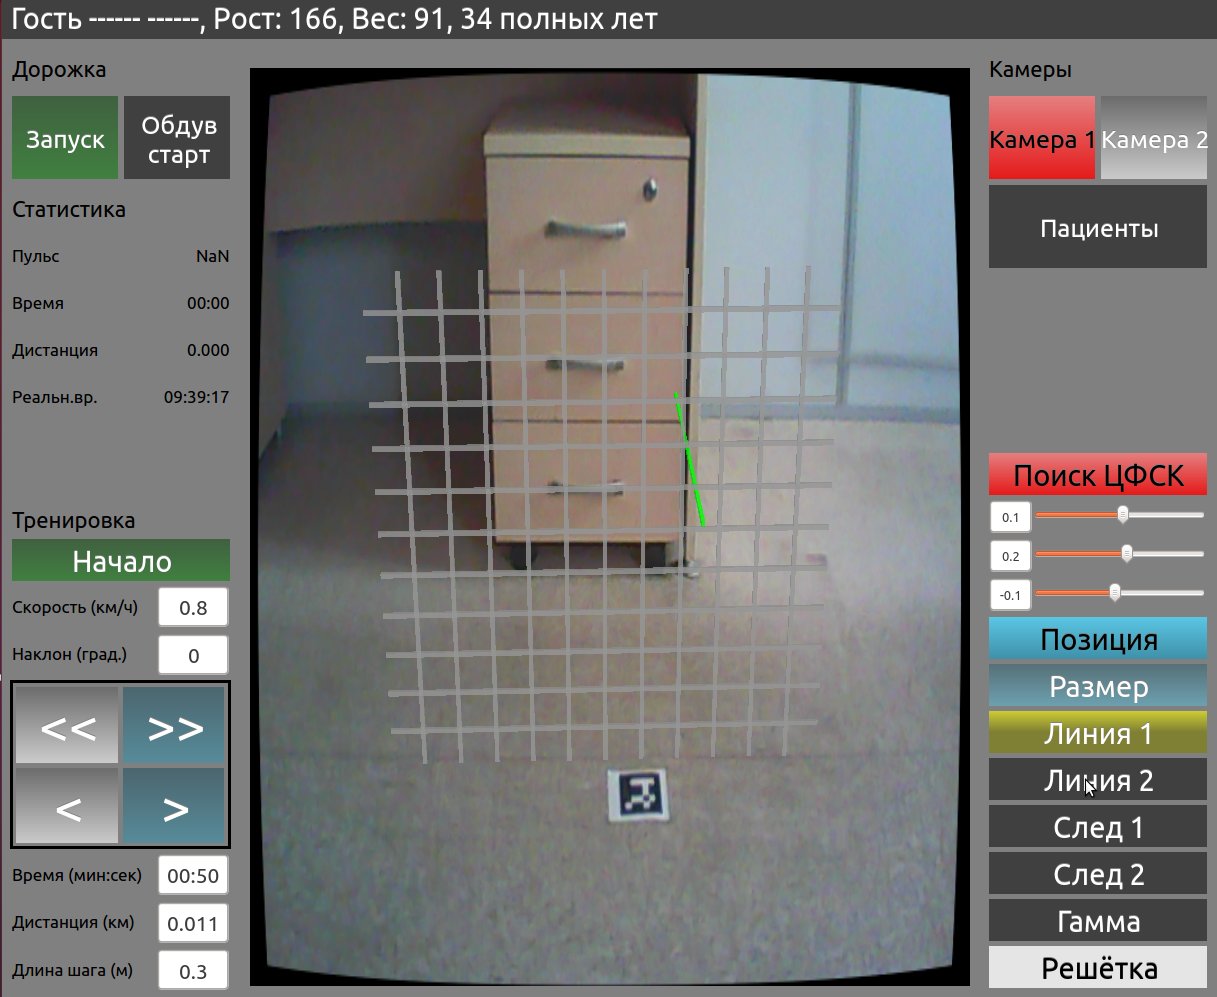 Гость ------ ------, Рост: 166, Вес: 91, 34 полных лет
Дорожка
Запуск
Обдув
старт
Статистика
Пульс NaN
Время 00:00
Дистанция 0.000
Реальн.вр. 09:39:17
Тренировка
Начало
Скорость (км/ч) 0.8
Наклон (град.) 0
<< >>
< >
Время (мин:сек) 00:50
Дистанция (км) 0.011
Длина шага (м) 0.3
Камеры
Камера 1
Камера 2
Пациенты
Поиск ЦФСК
0.1
0.2
-0.1
Позиция
Размер
Линия 1
Линия 2
След 1
След 2
Гамма
Решётка